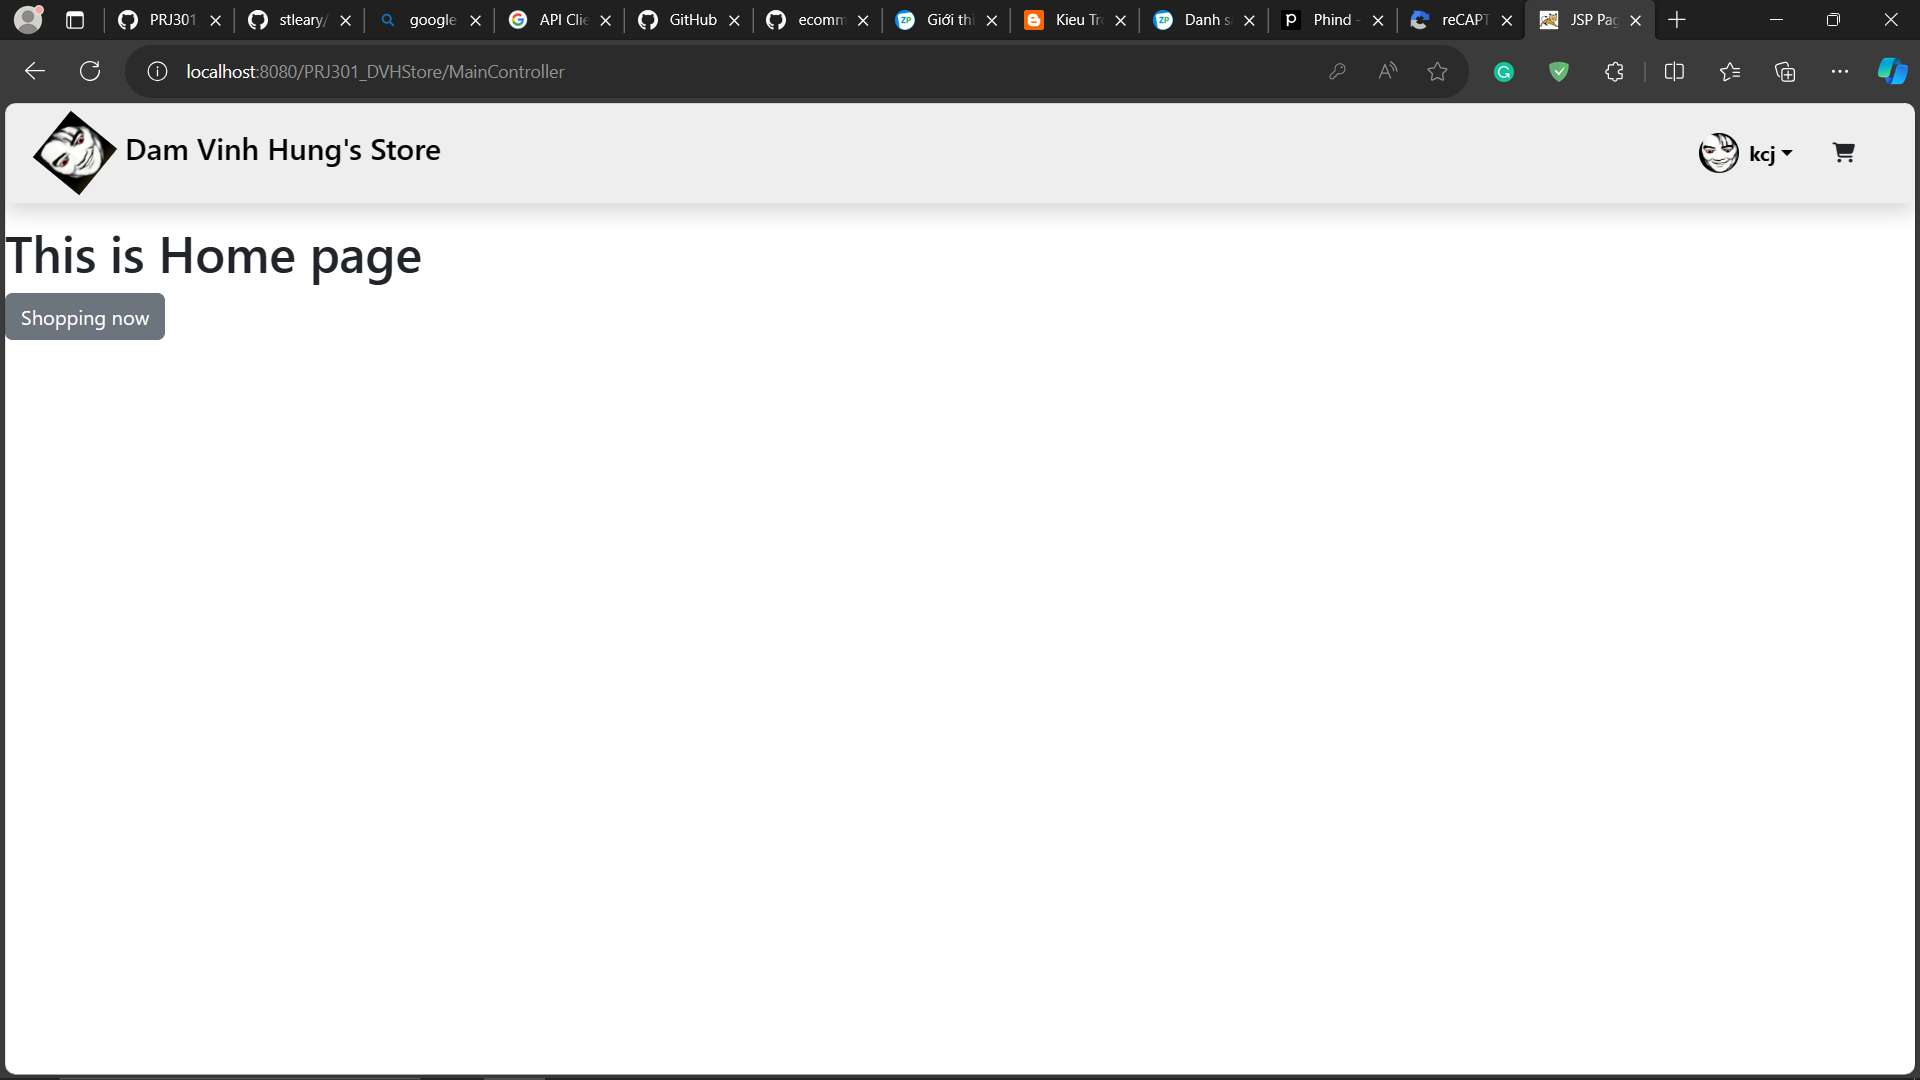 PRJ301
stleary/
google
API Clie
GitHub
ecomm
Giới thi
Kieu Tr
Danh s
Phind -
reCAPT
JSP Pag
localhost:8080/PRJ301_DVHStore/MainController
Dam Vinh Hung's Store
kcj
This is Home page
Shopping now